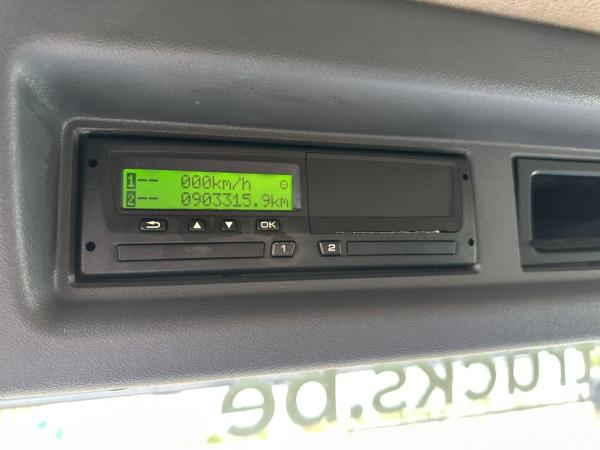 1 -- 000km/h
2 -- 0903315.9km
OK
1 2
trucks.be